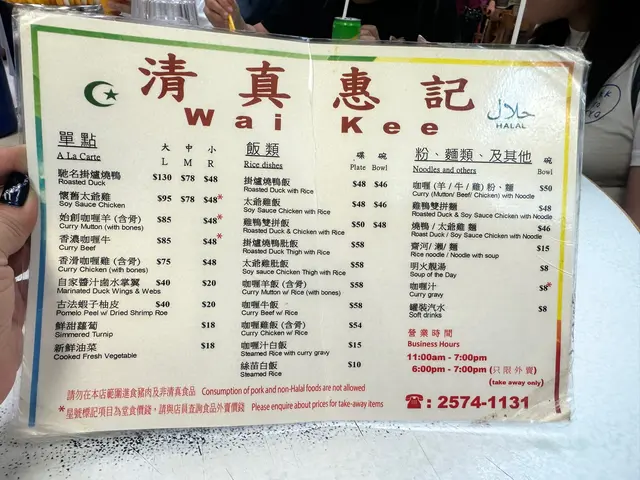 清真惠記
Wai Kee
حلال
HALAL
單點
A La Carte
大 中 小
L M R
馳名掛爐燒鴨 $130 $78 $48
Roasted Duck
懷舊太爺雞 $95 $78 $48*
Soy Sauce Chicken
始創咖喱羊(含骨) $85 $48*
Curry Mutton (with bones)
香濃咖喱牛 $85 $48*
Curry Beef
香滑咖喱雞(含骨) $75 $48
Curry Chicken (with bones)
自家醬汁鹵水掌翼 $40 $20
Marinated Duck Wings & Webs
古法蝦子柚皮 $40 $20
Pomelo Peel w/ Dried Shrimp Roe
鮮甜蘿蔔 $18
Simmered Turnip
新鮮油菜 $18
Cooked Fresh Vegetable
飯類
Rice dishes
碟 碗
Plate Bowl
掛爐燒鴨飯 $48 $46
Roasted Duck with Rice
太爺雞飯 $48 $46
Soy Sauce Chicken with Rice
雞鴨雙拼飯 $50 $48
Roasted Duck & Chicken with Rice
掛爐燒鴨肶飯 $58
Roasted Duck Thigh with Rice
太爺雞肶飯 $58
Soy sauce Chicken Thigh with Rice
咖喱羊飯(含骨) $58
Curry Mutton w/ Rice (with bones)
咖喱牛飯 $58
Curry Beef w/ Rice
咖喱雞飯(含骨) $54
Curry Chicken w/ Rice
咖喱汁白飯 $15
Steamed Rice with curry gravy
絲苗白飯 $10
Steamed Rice
粉、麵類、及其他
Noodles and others
碗
Bowl
咖喱(羊/牛/雞)粉、麵 $50
Curry (Mutton/ Beef/ Chicken) with Noodle
雞鴨雙拼麵 $48
Roasted Duck & Soy Sauce Chicken with Noodle
燒鴨/太爺雞 麵 $46
Roast Duck / Soy Sauce Chicken with Noodle
齋河/瀨/麵 $15
Rice noodle / Noodle with soup
明火靚湯 $8
Soup of the Day
咖喱汁 $8*
Curry gravy
罐裝汽水 $8
Soft drinks
營業時間
Business Hours
11:00am - 7:00pm
6:00pm - 7:00pm (只限外賣)
(take away only)
☎: 2574-1131
請勿在本店範圍進食豬肉及非清真食品 Consumption of pork and non-Halal foods are not allowed
*星號標記項目為堂食價錢，請與店員查詢食品外賣價錢 Please enquire about prices for take-away items